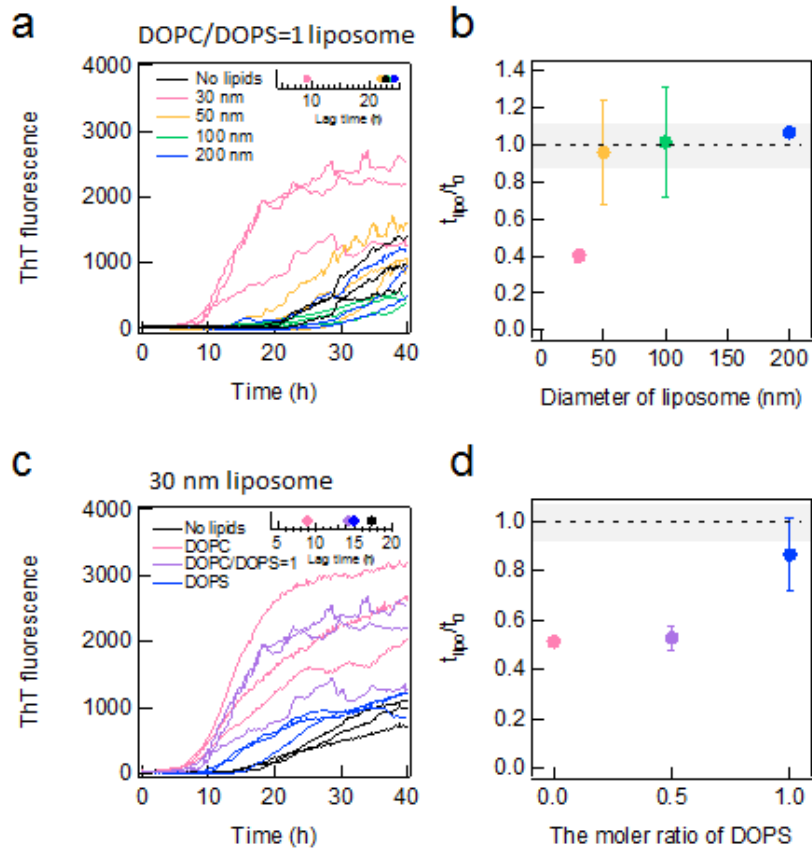 a
DOPC/DOPS=1 liposome
4000
3000
2000
1000
0
ThT fluorescence
No lipids
30 nm
50 nm
100 nm
200 nm
10 20
Lag time (h)
0 10 20 30 40
Time (h)
b
1.4
1.2
1.0
0.8
0.6
0.4
0.2
0.0
tlipo/t0
0 50 100 150 200
Diameter of liposome (nm)
c
30 nm liposome
4000
3000
2000
1000
0
ThT fluorescence
No lipids
DOPC
DOPC/DOPS=1
DOPS
5 10 15 20
Lag time (h)
0 10 20 30 40
Time (h)
d
1.0
0.8
0.6
0.4
0.2
0.0
tlipo/t0
0.0 0.5 1.0
The moler ratio of DOPS